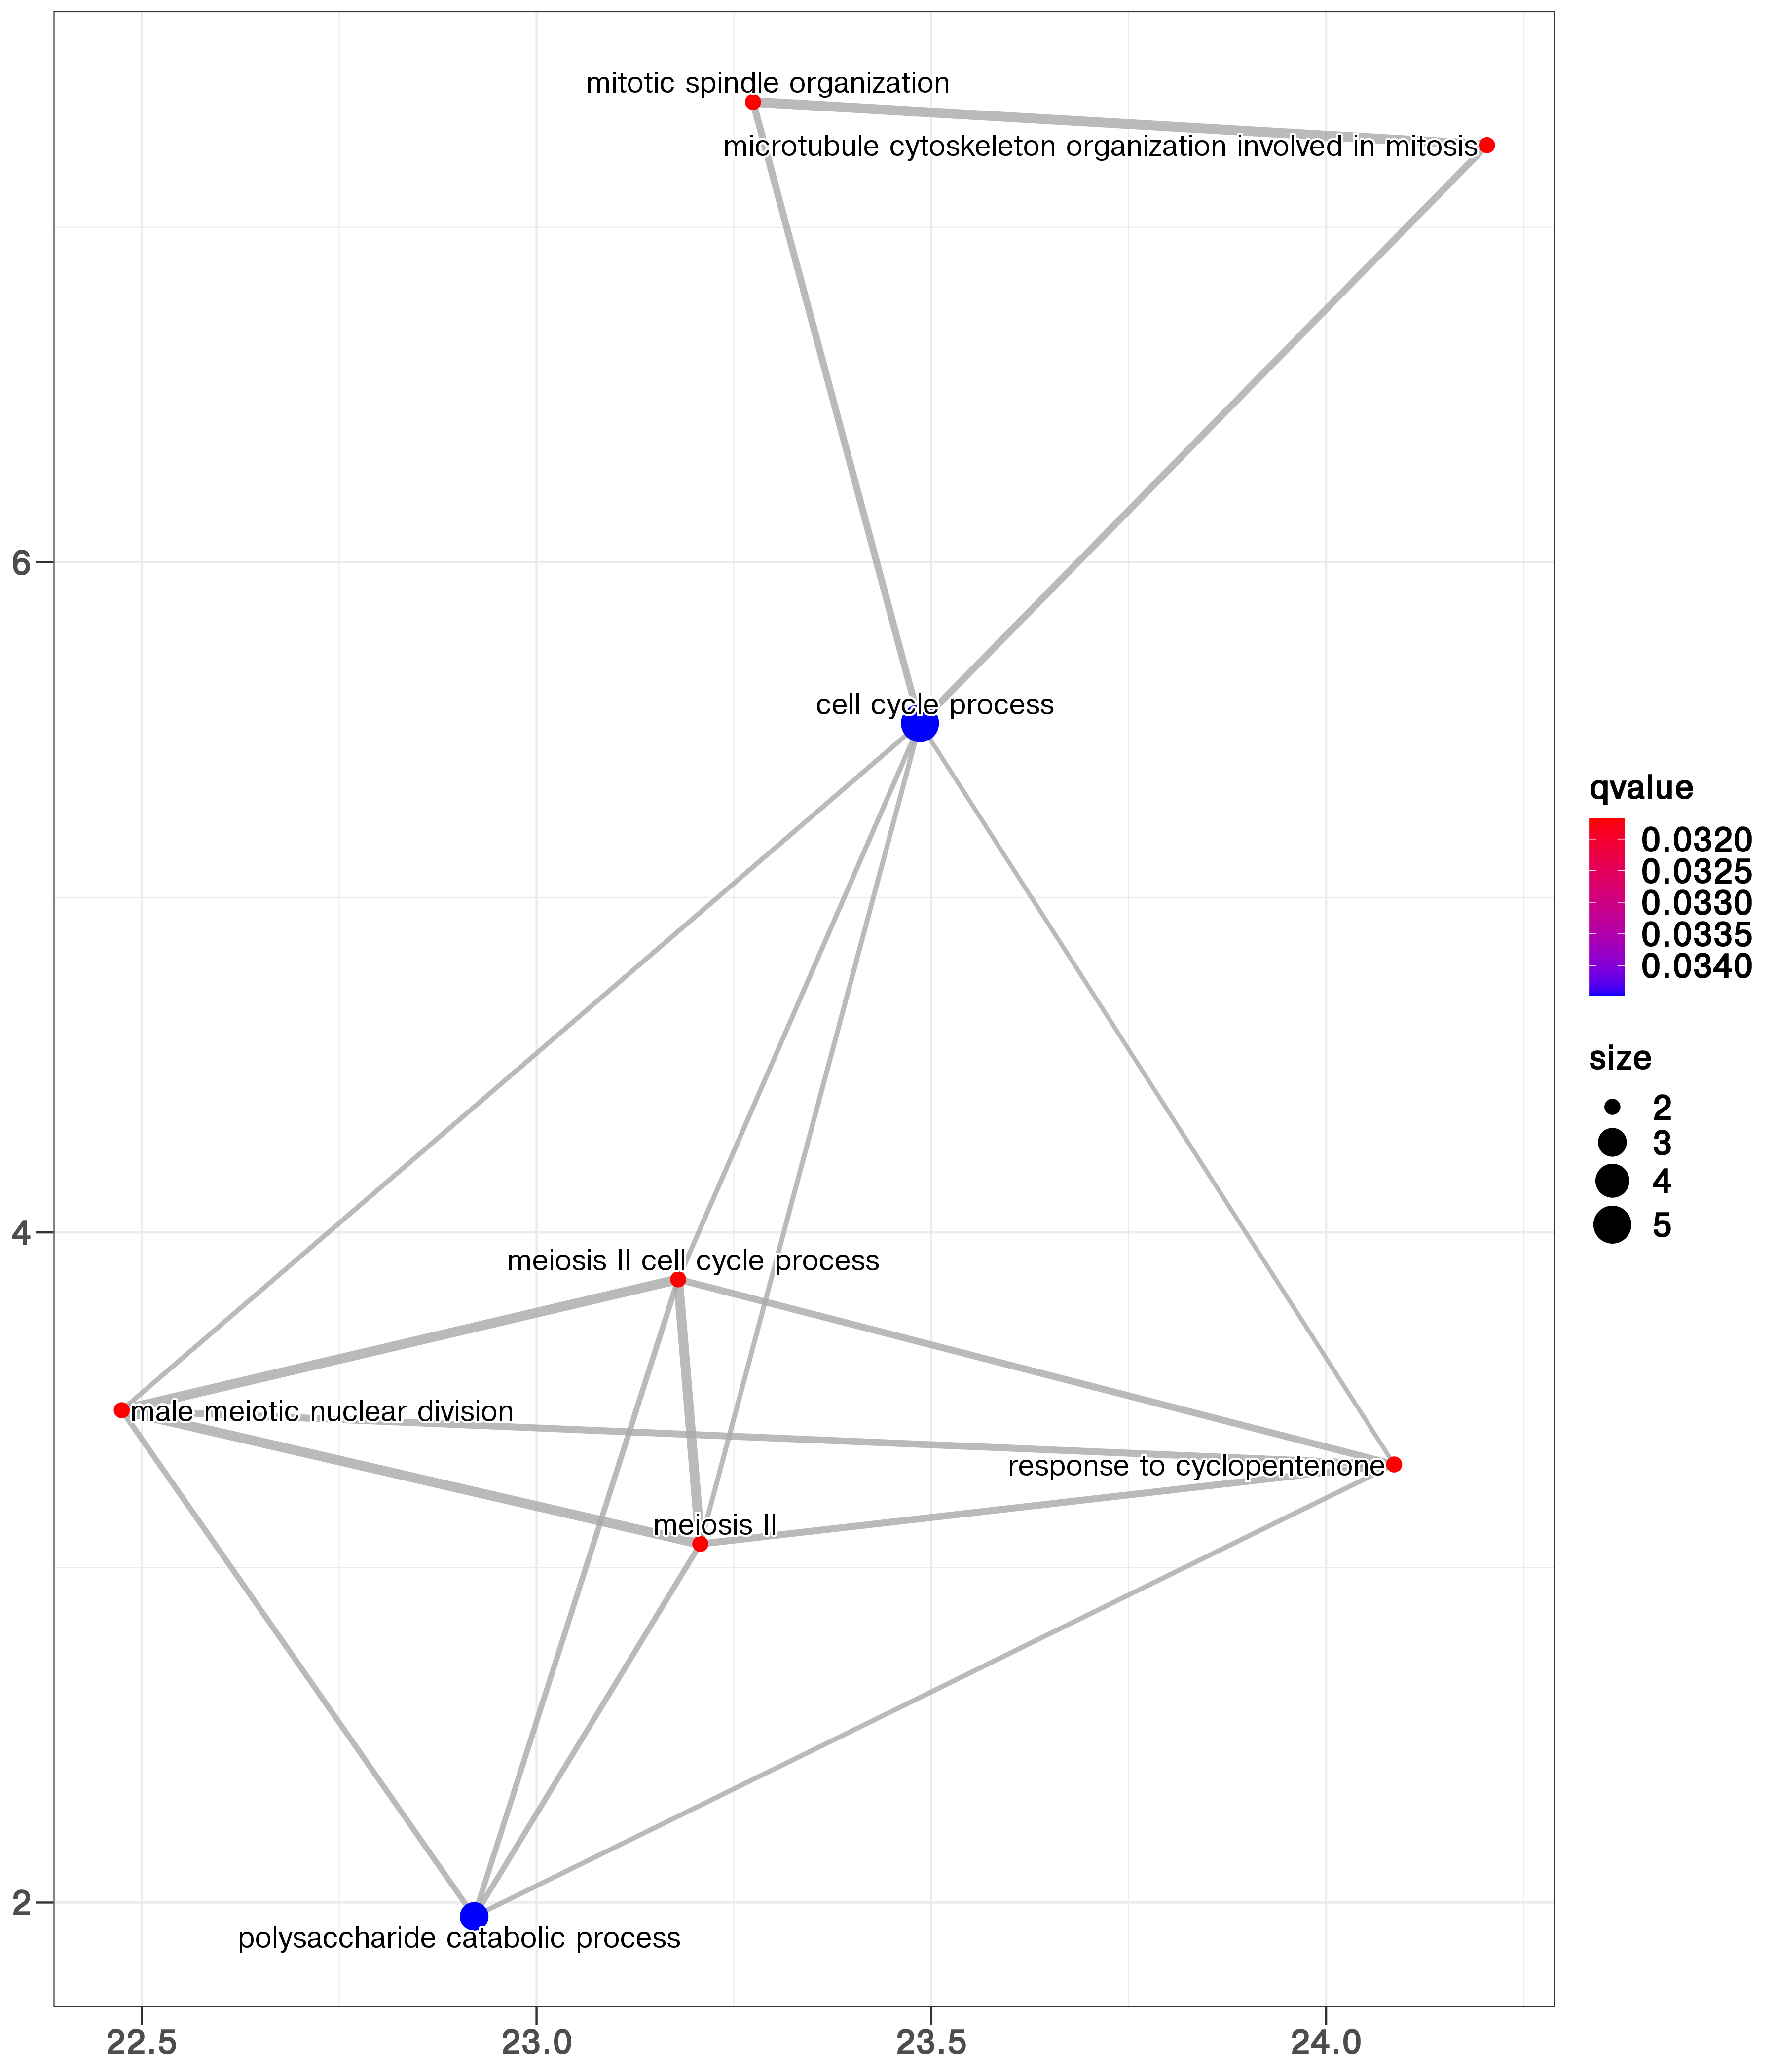 mitotic spindle organization
microtubule cytoskeleton organization involved in mitosis
6
cell cycle process
qvalue
0.0320
0.0325
0.0330
0.0335
0.0340
size
2
3
4
5
4
meiosis II cell cycle process
male meiotic nuclear division
response to cyclopentenone
meiosis II
2
polysaccharide catabolic process
22.5 23.0 23.5 24.0